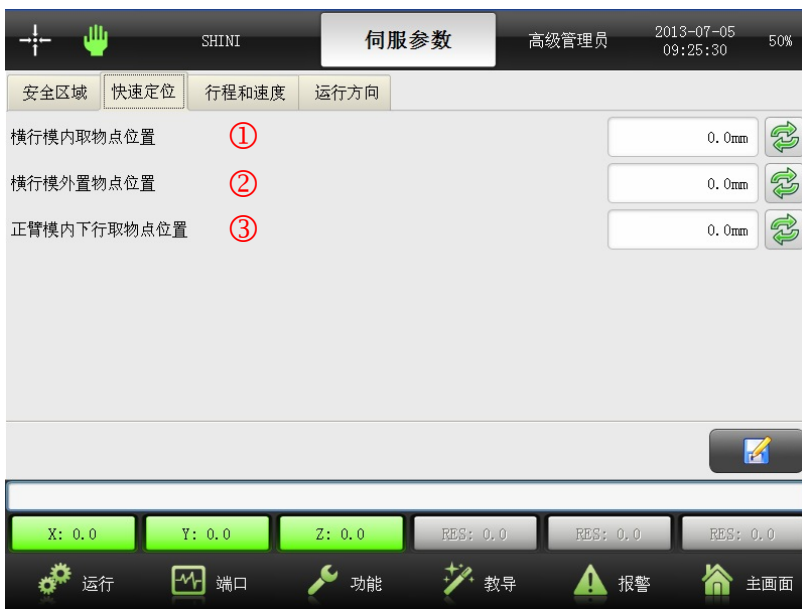 SHINI 伺服参数 高级管理员 2013-07-05 09:25:30 50%
安全区域 快速定位 行程和速度 运行方向
横行模内取物点位置 ① 0.0mm
横行模外置物点位置 ② 0.0mm
正臂模内下行取物点位置 ③ 0.0mm
X: 0.0 Y: 0.0 Z: 0.0 RES: 0.0 RES: 0.0 RES: 0.0
运行 端口 功能 教导 报警 主画面